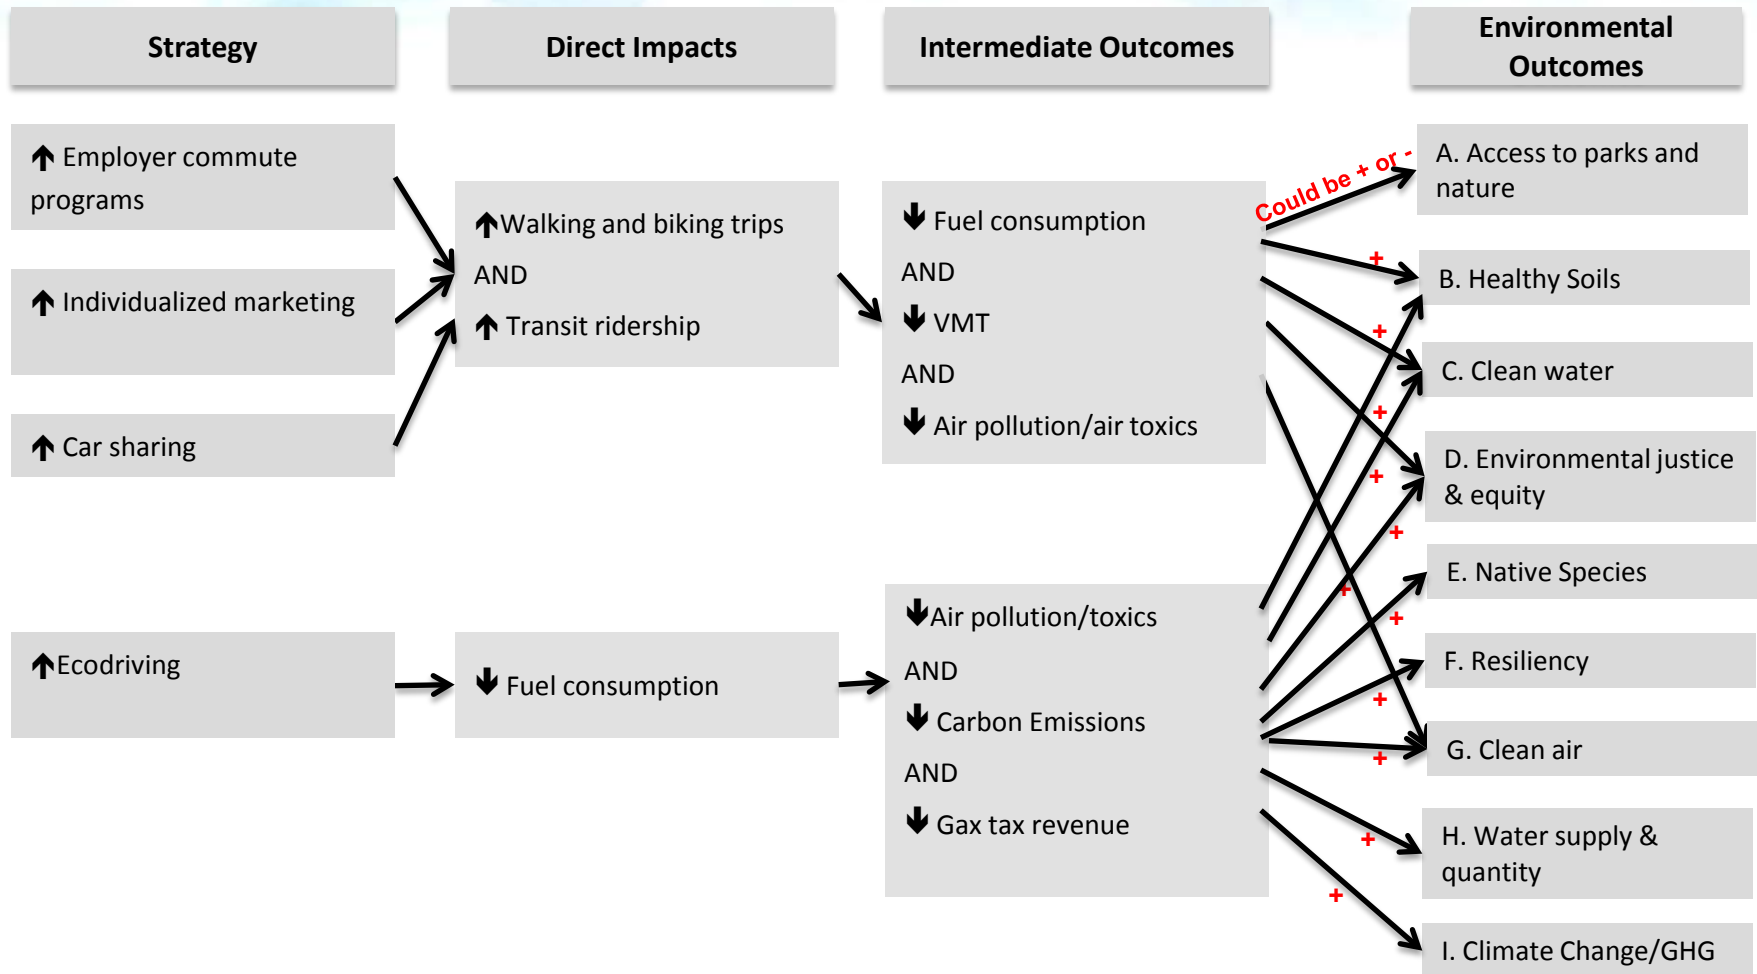 Strategy
Direct Impacts
Intermediate Outcomes
Environmental
Outcomes
🡹 Employer commute
programs
🡹 Individualized marketing
🡹 Car sharing
🡹Ecodriving
🡹Walking and biking trips
AND
🡹 Transit ridership
🡻 Fuel consumption
🡻 Fuel consumption
AND
🡻 VMT
AND
🡻 Air pollution/air toxics
🡻Air pollution/toxics
AND
🡻 Carbon Emissions
AND
🡻 Gax tax revenue
Could be + or -
+
+
+
+
+
+
+
+
+
+
+
A. Access to parks and
nature
B. Healthy Soils
C. Clean water
D. Environmental justice
& equity
E. Native Species
F. Resiliency
G. Clean air
H. Water supply &
quantity
I. Climate Change/GHG